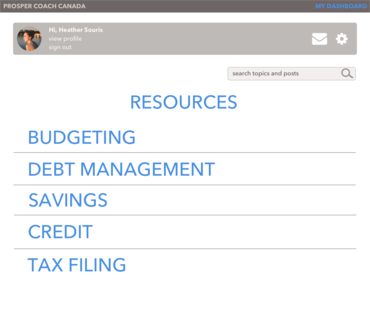 PROSPER COACH CANADA
MY DASHBOARD
Hi, Heather Souris
view profile
sign out
search topics and posts
RESOURCES
BUDGETING
DEBT MANAGEMENT
SAVINGS
CREDIT
TAX FILING